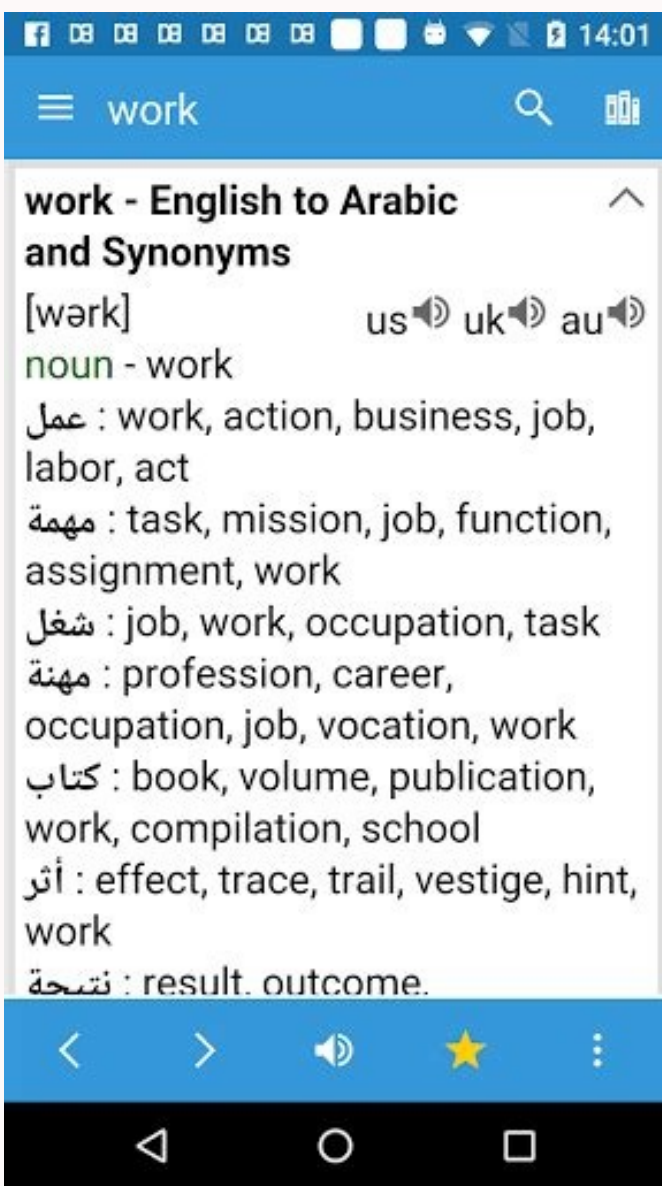 14:01
work
work - English to Arabic
and Synonyms
[wərk] us uk au
noun - work
عمل : work, action, business, job,
labor, act
مهمة : task, mission, job, function,
assignment, work
شغل : job, work, occupation, task
مهنة : profession, career,
occupation, job, vocation, work
كتاب : book, volume, publication,
work, compilation, school
أثر : effect, trace, trail, vestige, hint,
work
نتيجة : result, outcome,